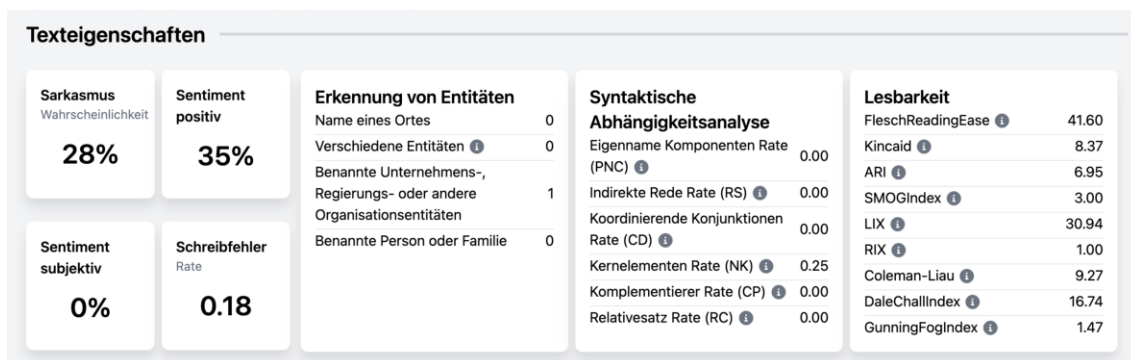 Texteigenschaften
Sarkasmus
Wahrscheinlichkeit
28%
Sentiment
positiv
35%
Sentiment
subjektiv
0%
Schreibfehler
Rate
0.18
Erkennung von Entitäten
Name eines Ortes 0
Verschiedene Entitäten 0
Benannte Unternehmens-,
Regierungs- oder andere 1
Organisationsentitäten
Benannte Person oder Familie 0
Syntaktische
Abhängigkeitsanalyse
Eigenname Komponenten Rate
(PNC) 0.00
Indirekte Rede Rate (RS) 0.00
Koordinierende Konjunktionen
Rate (CD) 0.00
Kernelementen Rate (NK) 0.25
Komplementierer Rate (CP) 0.00
Relativesatz Rate (RC) 0.00
Lesbarkeit
FleschReadingEase 41.60
Kincaid 8.37
ARI 6.95
SMOGIndex 3.00
LIX 30.94
RIX 1.00
Coleman-Liau 9.27
DaleChallIndex 16.74
GunningFogIndex 1.47